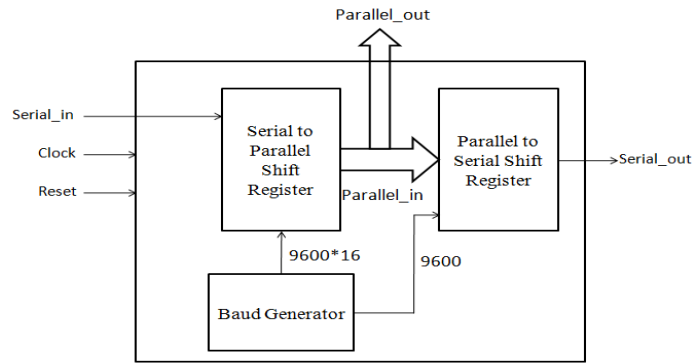 Parallel_out
Serial_in
Clock
Reset
Serial to
Parallel
Shift
Register
Parallel_in
Parallel to
Serial Shift
Register
Serial_out
9600*16
9600
Baud Generator